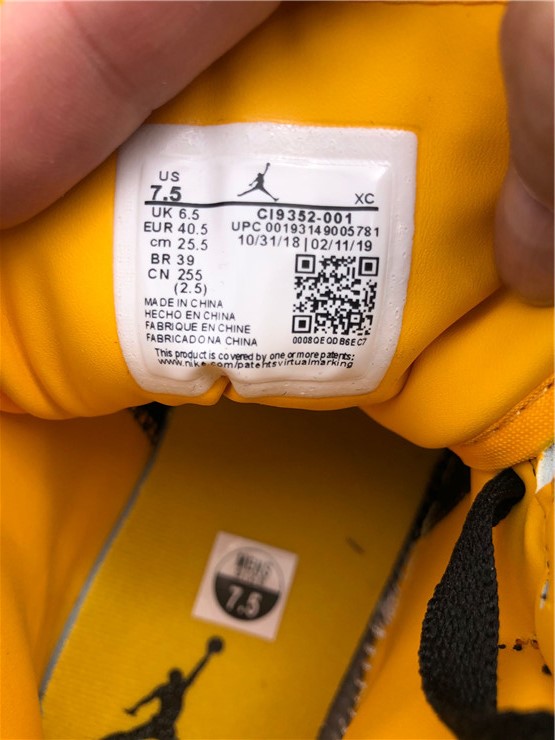 US
7.5
XC
UK 6.5
EUR 40.5
cm 25.5
BR 39
CN 255
(2.5)
CI9352-001
UPC 00193149005781
10/31/18|02/11/19
MADE IN CHINA
HECHO EN CHINA
FABRIQUE EN CHINE
FABRICADO NA CHINA
0008QEQDB6EC7
This product is covered by one or more patents:
www.nike.com/patentsvirtualmarking
MENS
7.5